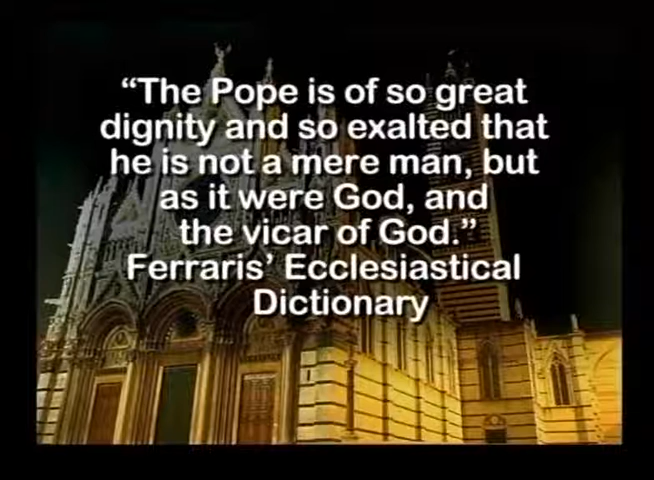 “The Pope is of so great
dignity and so exalted that
he is not a mere man, but
as it were God, and
the vicar of God.”
Ferraris’ Ecclesiastical
Dictionary